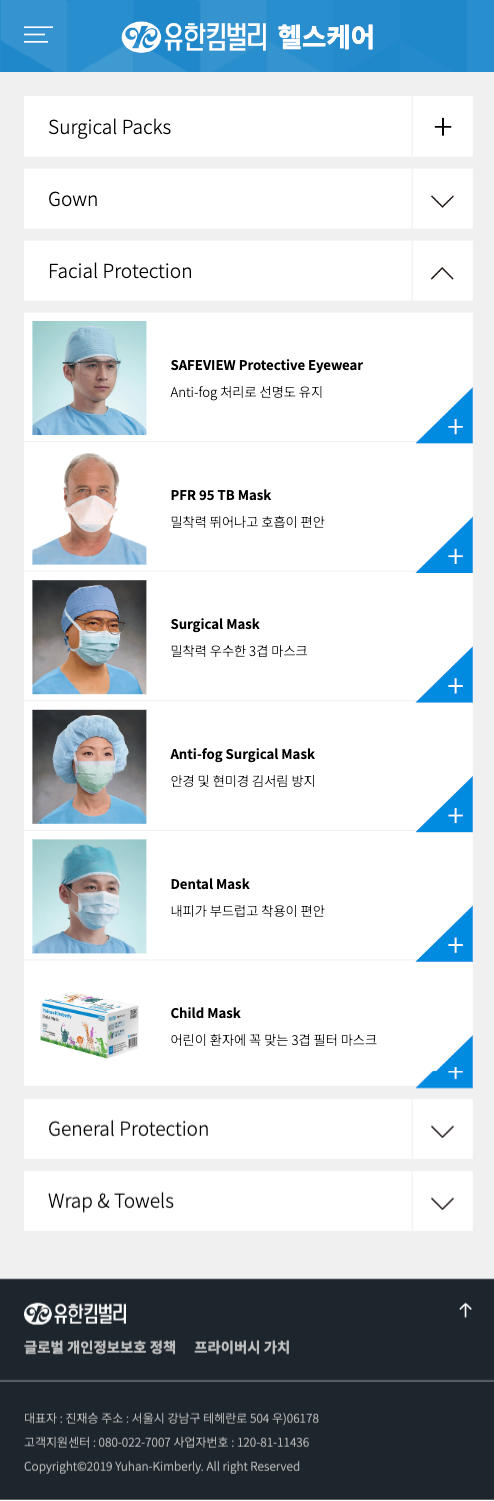 유한킴벌리 헬스케어
Surgical Packs
Gown
Facial Protection
SAFEVIEW Protective Eyewear
Anti-fog 처리로 선명도 유지
PFR 95 TB Mask
밀착력 뛰어나고 호흡이 편안
Surgical Mask
밀착력 우수한 3겹 마스크
Anti-fog Surgical Mask
안경 및 현미경 김서림 방지
Dental Mask
내피가 부드럽고 착용이 편안
Child Mask
어린이 환자에 꼭 맞는 3겹 필터 마스크
General Protection
Wrap & Towels
유한킴벌리
글로벌 개인정보보호 정책 프라이버시 가치
대표자 : 진재승 주소 : 서울시 강남구 테헤란로 504 우)06178
고객지원센터 : 080-022-7007 사업자번호 : 120-81-11436
Copyright©2019 Yuhan-Kimberly. All right Reserved